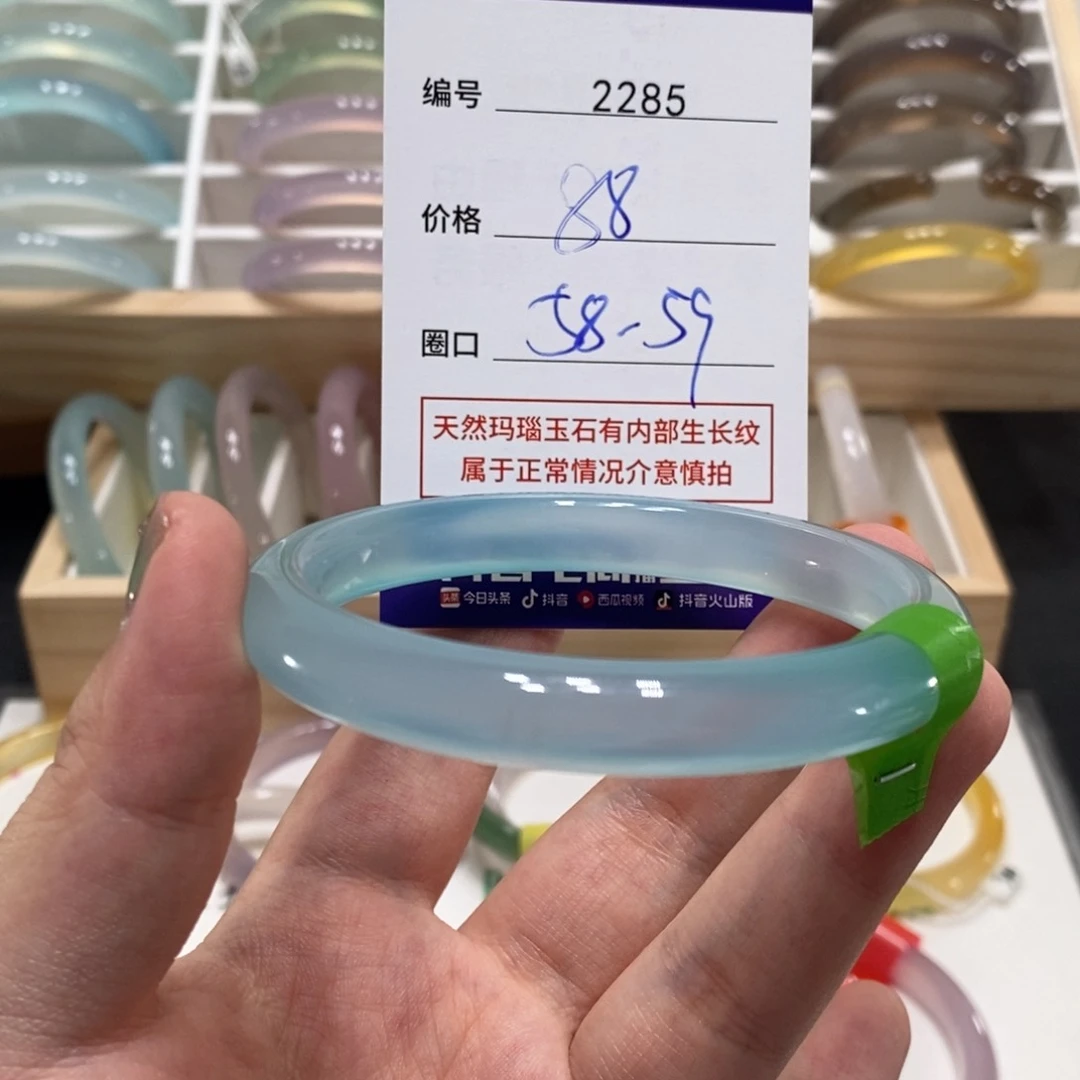 编号 2285
价格 88
圈口 58-59
天然玛瑙玉石有内部生长纹
属于正常情况介意慎拍
今日头条 抖音 西瓜视频 抖音火山版